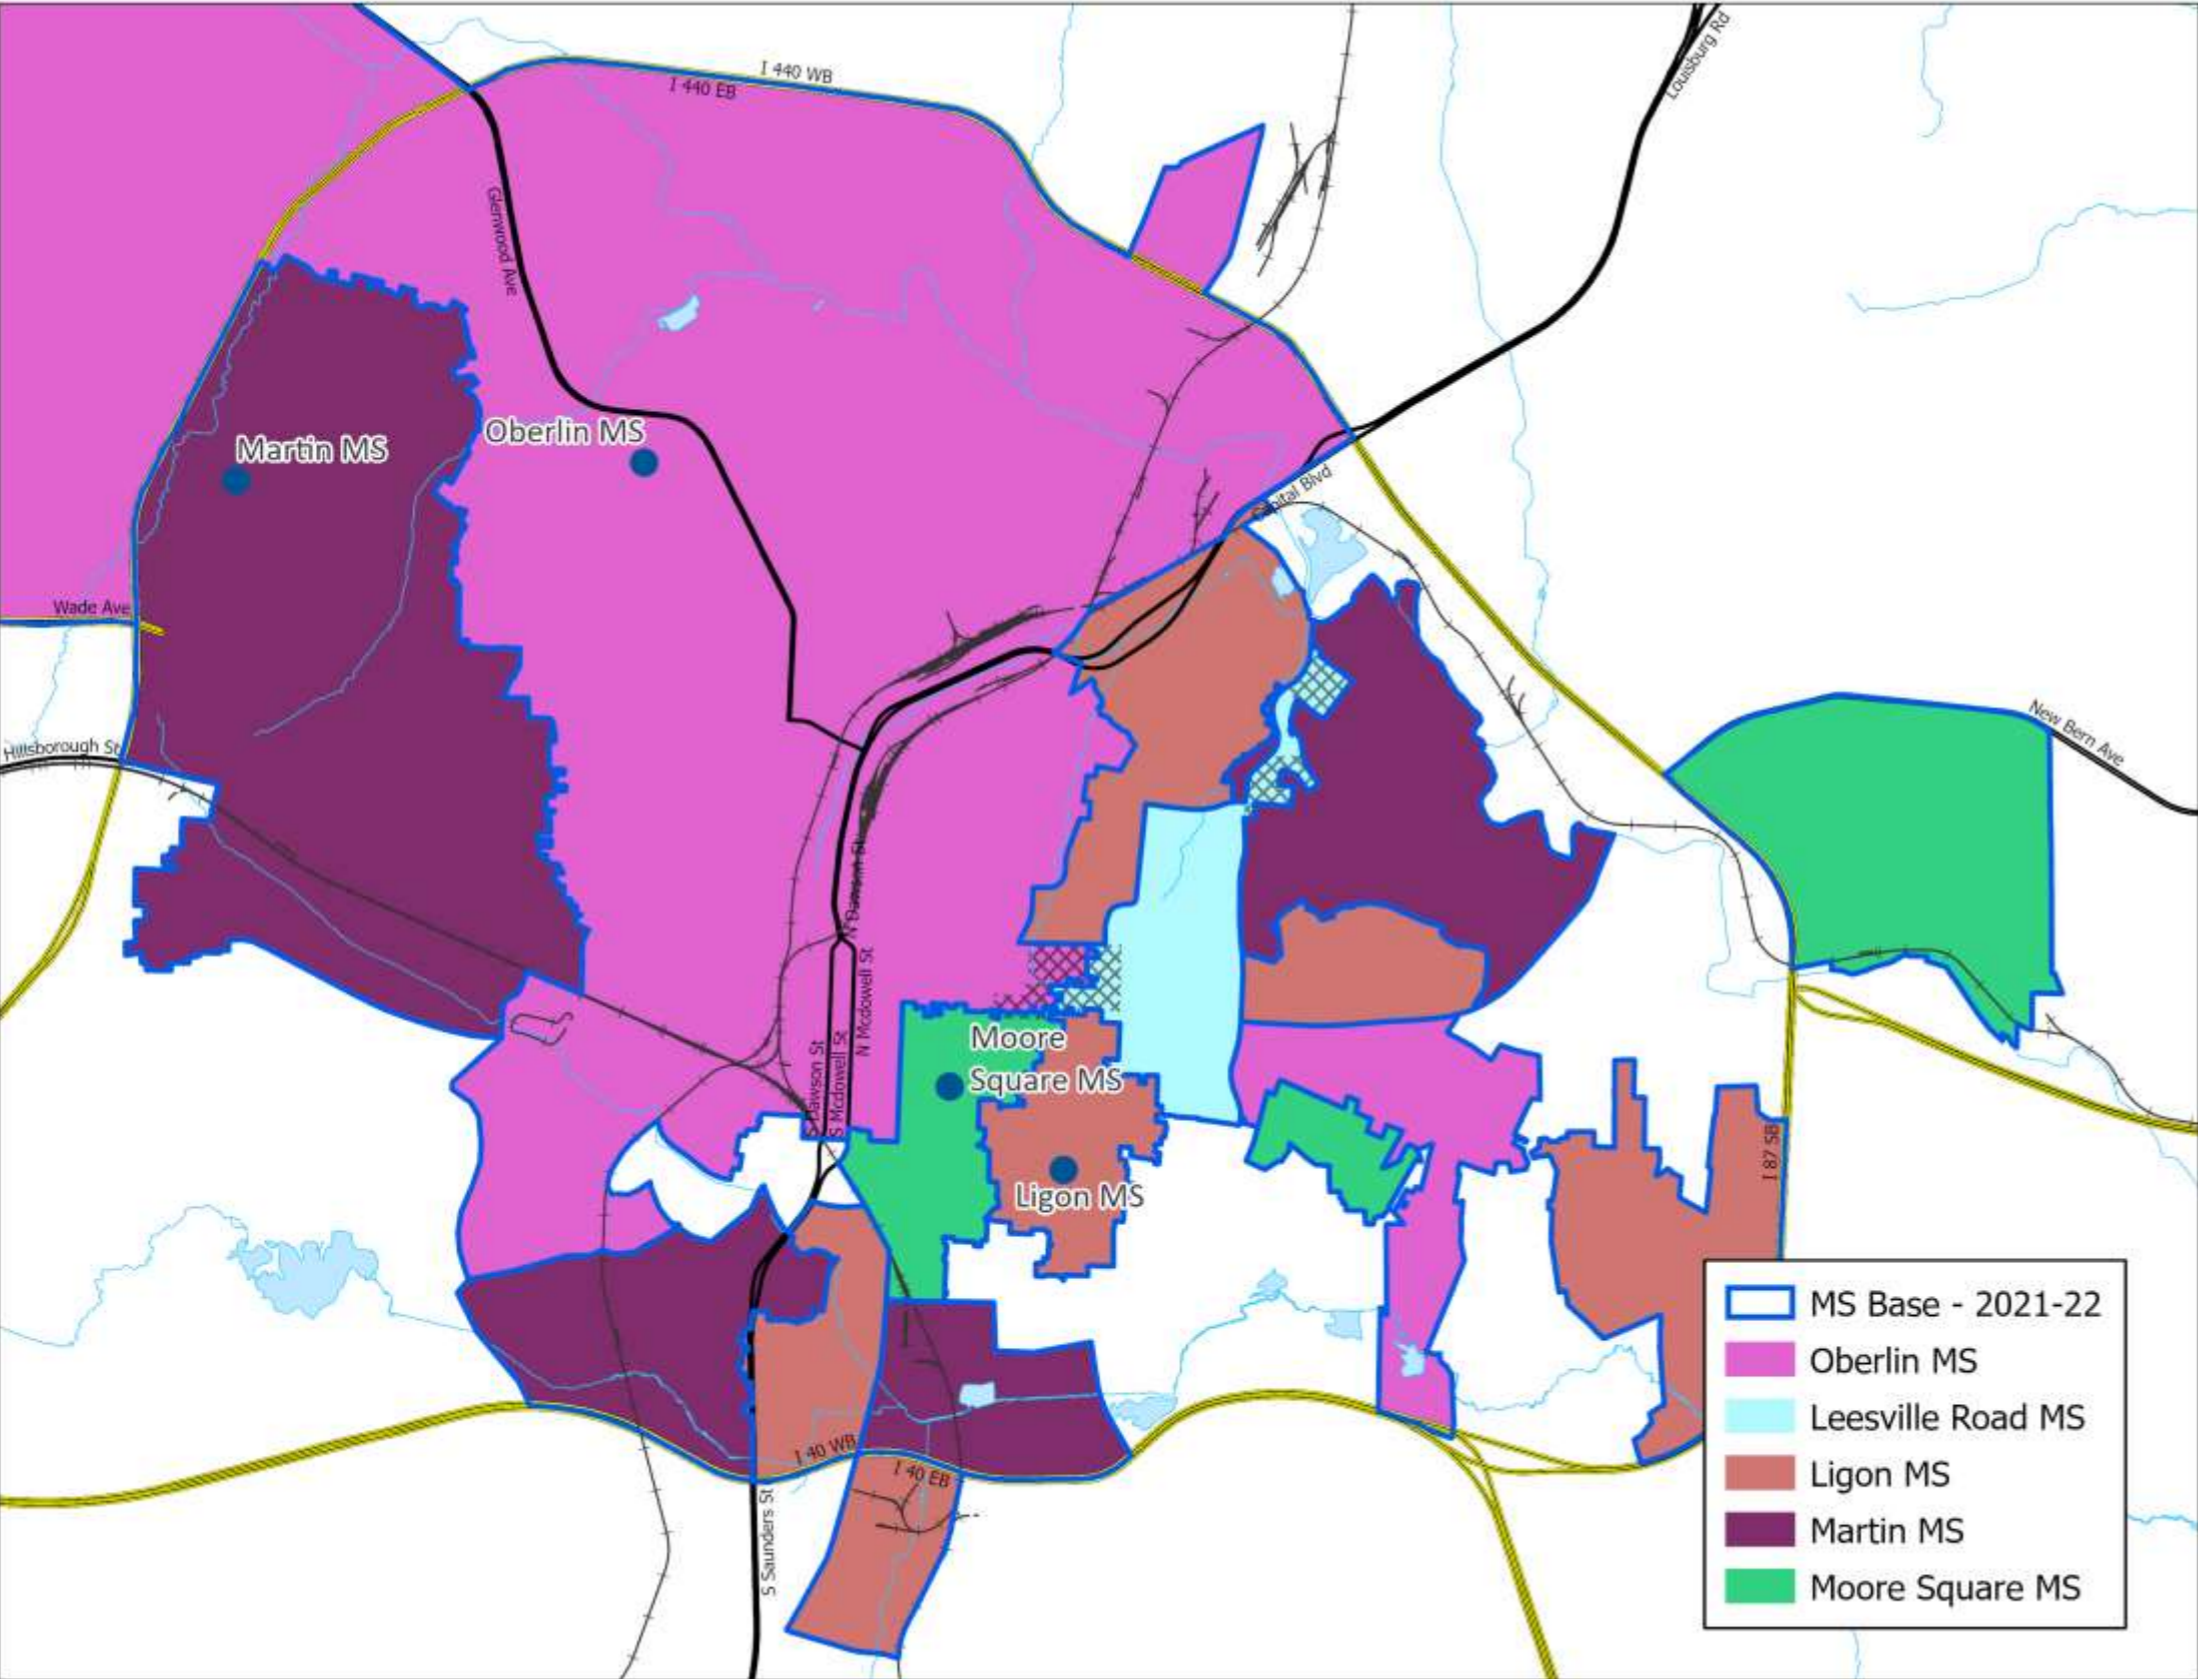 I 440 WB
I 440 EB
Louisburg Rd
Glenwood Ave
Martin MS
Oberlin MS
Capital Blvd
Wade Ave
Hillsborough St
New Bern Ave
N Dawson St
N Mcdowell St
S Dawson St
S Mcdowell St
Moore
Square MS
Ligon MS
I 87 SB
I 40 WB
I 40 EB
S Saunders St
MS Base - 2021-22
Oberlin MS
Leesville Road MS
Ligon MS
Martin MS
Moore Square MS